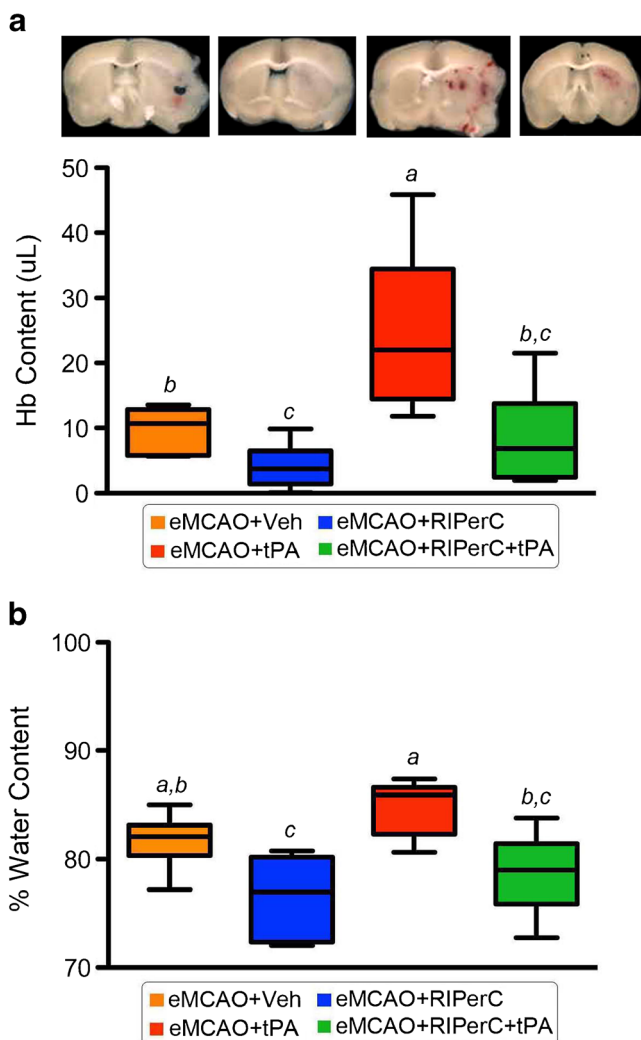 a
50
a
40
Hb Content (uL)
30
b,c
20
b
c
10
0
eMCAO+Veh eMCAO+RIPerC
eMCAO+tPA eMCAO+RIPerC+tPA
b
100
% Water Content
90
a
a,b
b,c
c
80
70
eMCAO+Veh eMCAO+RIPerC
eMCAO+tPA eMCAO+RIPerC+tPA